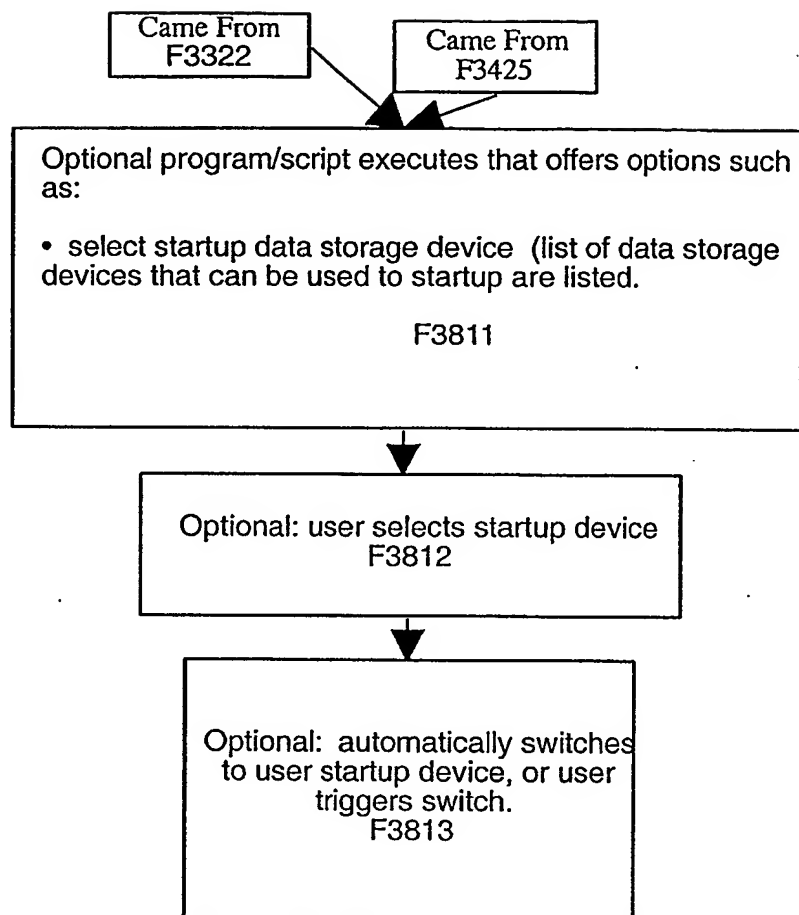 Came From
F3322
Came From
F3425
Optional program/script executes that offers options such
as:
• select startup data storage device (list of data storage
devices that can be used to startup are listed.
F3811
Optional: user selects startup device
F3812
Optional: automatically switches
to user startup device, or user
triggers switch.
F3813